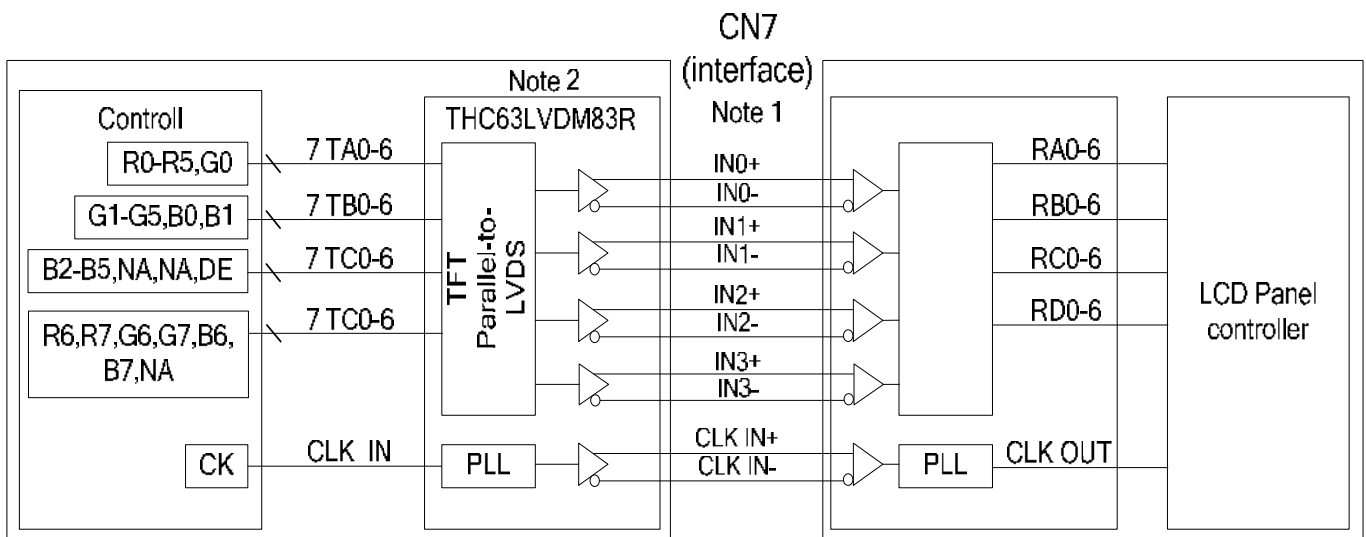 CN7
(interface)
Note 1
Note 2
THC63LVDM83R
Controll
R0-R5,G0
7 TA0-6
G1-G5,B0,B1
7 TB0-6
B2-B5,NA,NA,DE
7 TC0-6
R6,R7,G6,G7,B6,
B7,NA
7 TC0-6
CK
CLK IN
TFT
Parallel-to-
LVDS
PLL
IN0+
IN0-
IN1+
IN1-
IN2+
IN2-
IN3+
IN3-
CLK IN+
CLK IN-
PLL
RA0-6
RB0-6
RC0-6
RD0-6
CLK OUT
LCD Panel
controller